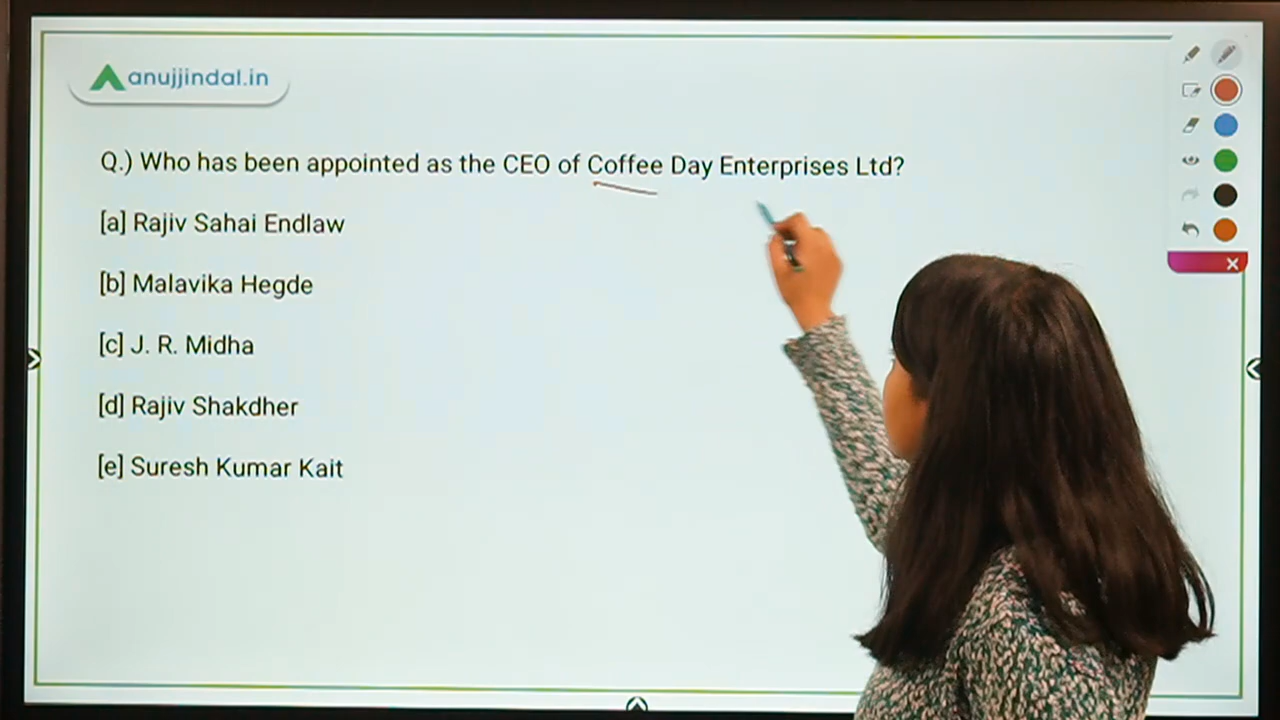 anujjindal.in
Q.) Who has been appointed as the CEO of Coffee Day Enterprises Ltd?
[a] Rajiv Sahai Endlaw
[b] Malavika Hegde
[c] J. R. Midha
[d] Rajiv Shakdher
[e] Suresh Kumar Kait